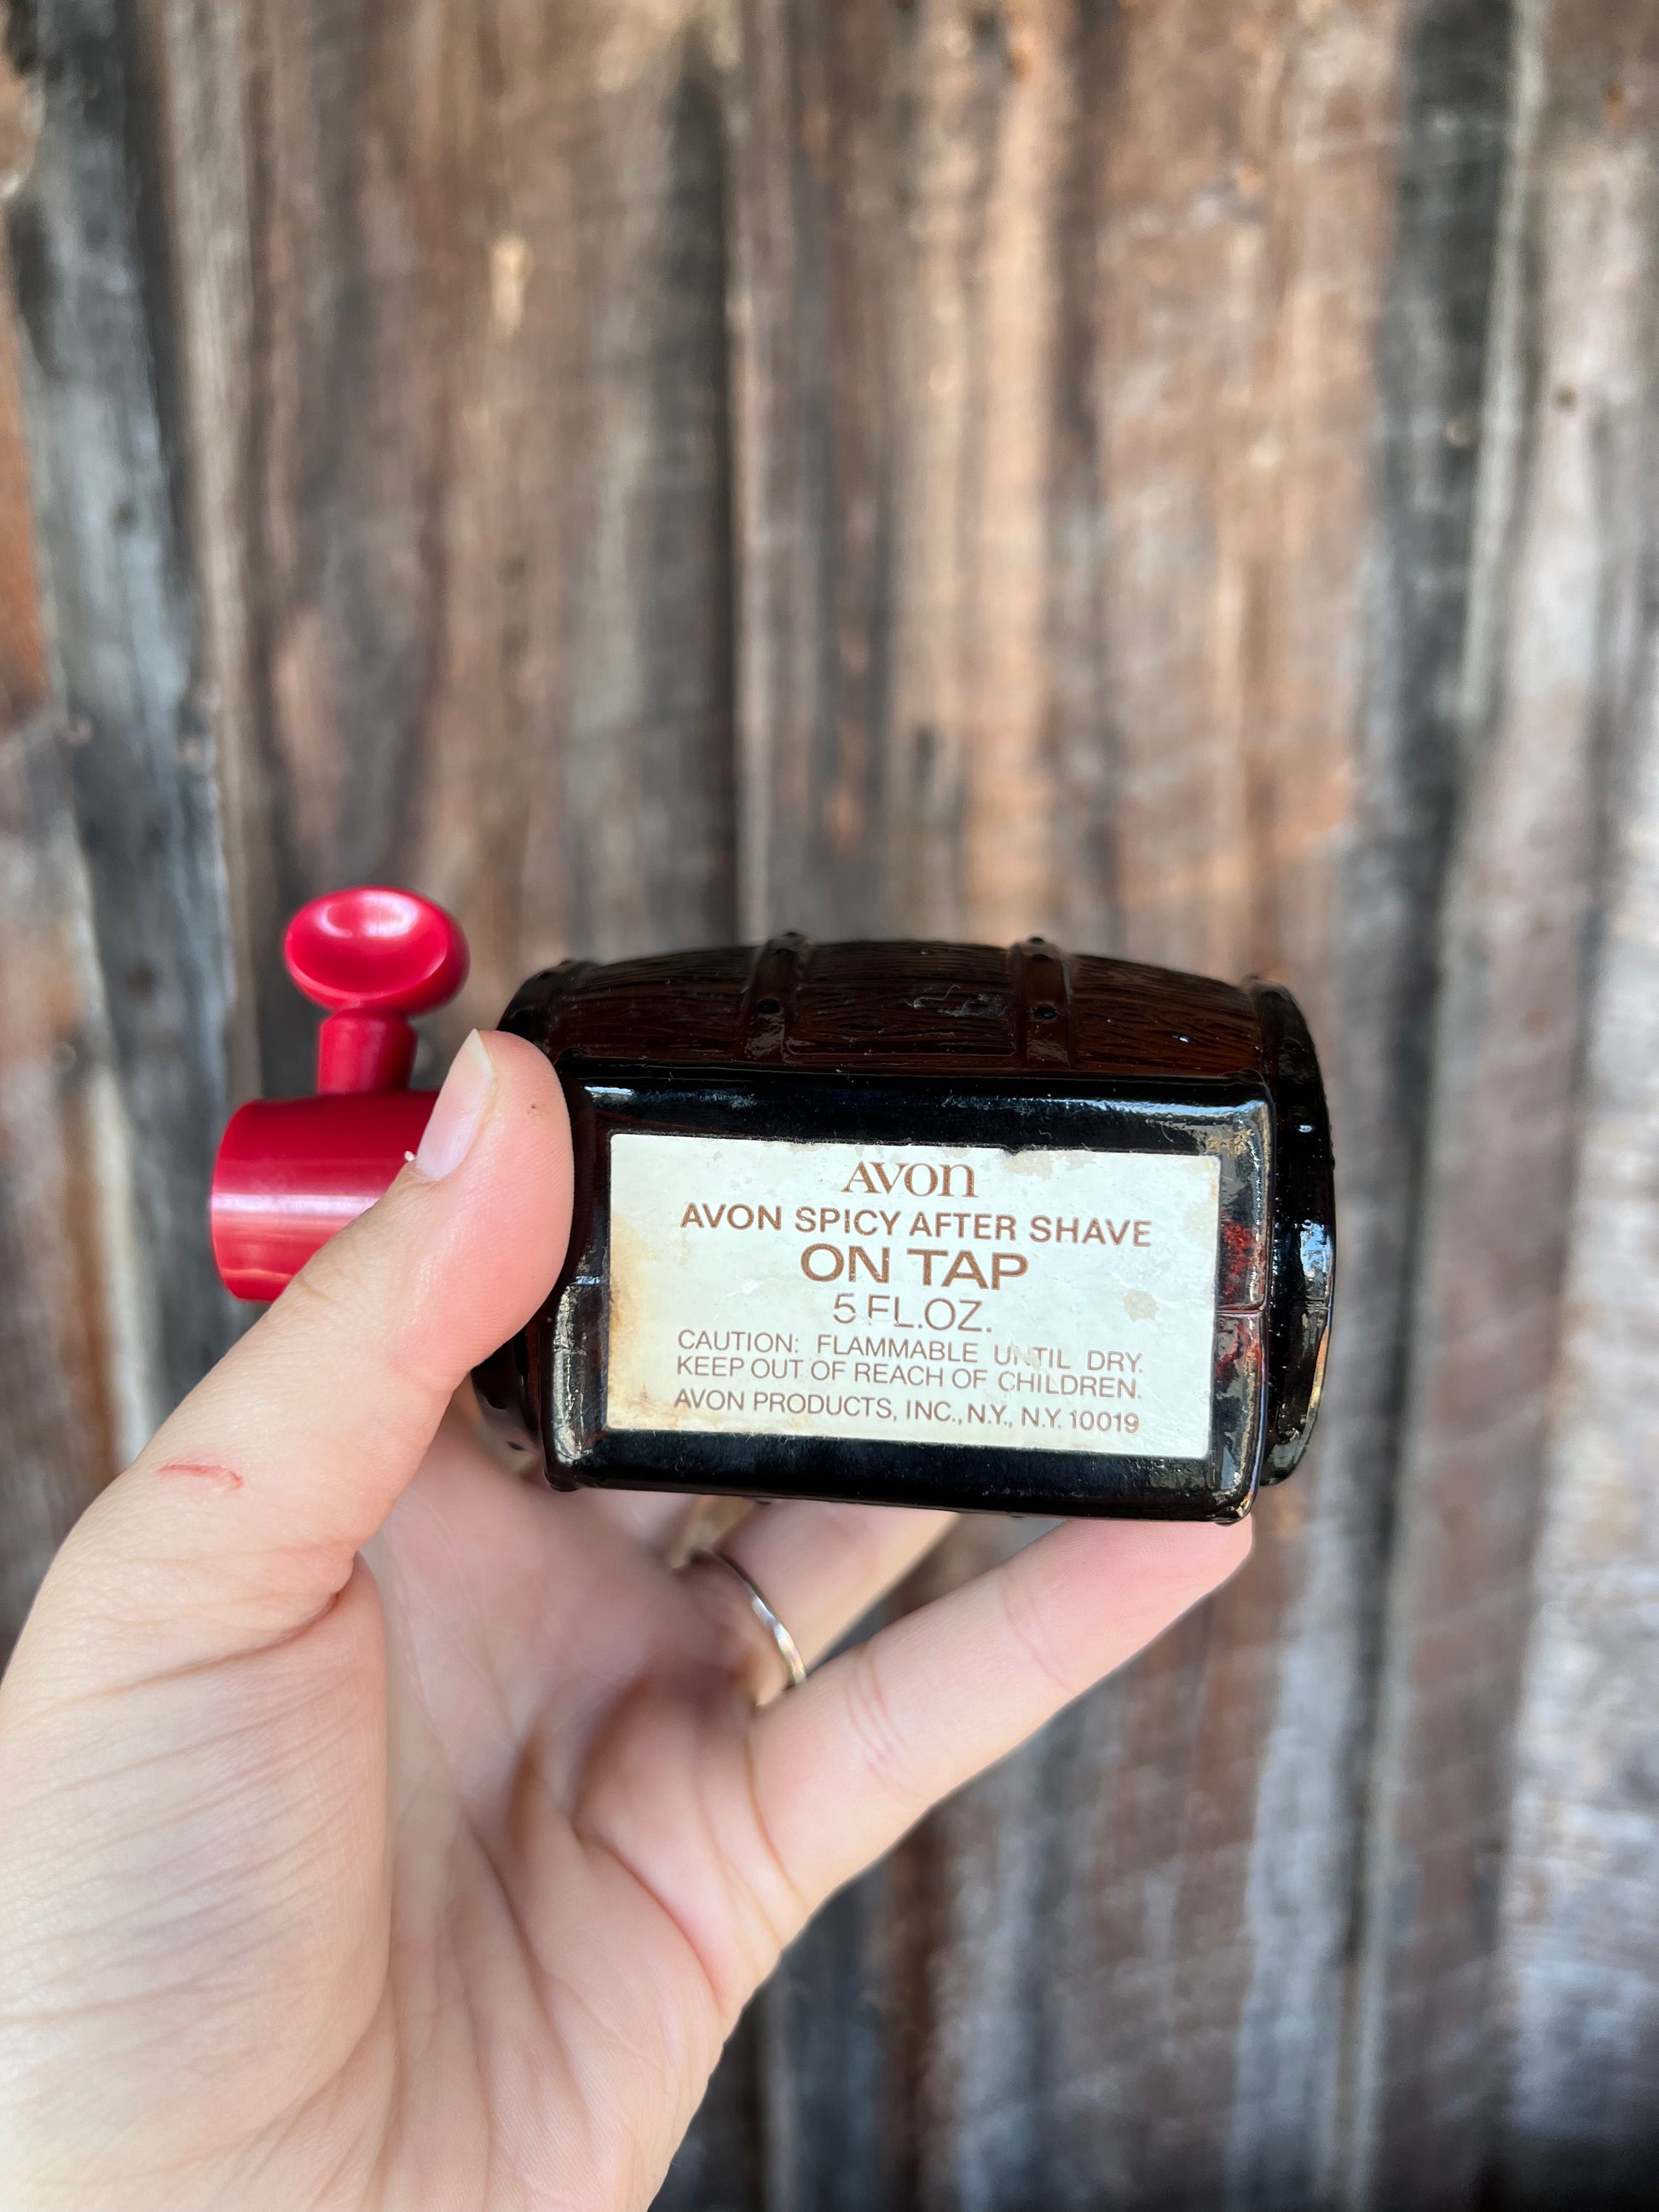 AVON
AVON SPICY AFTER SHAVE
ON TAP
5 FL.OZ.
CAUTION: FLAMMABLE UNTIL DRY.
KEEP OUT OF REACH OF CHILDREN.
AVON PRODUCTS, INC., N.Y., N.Y. 10019